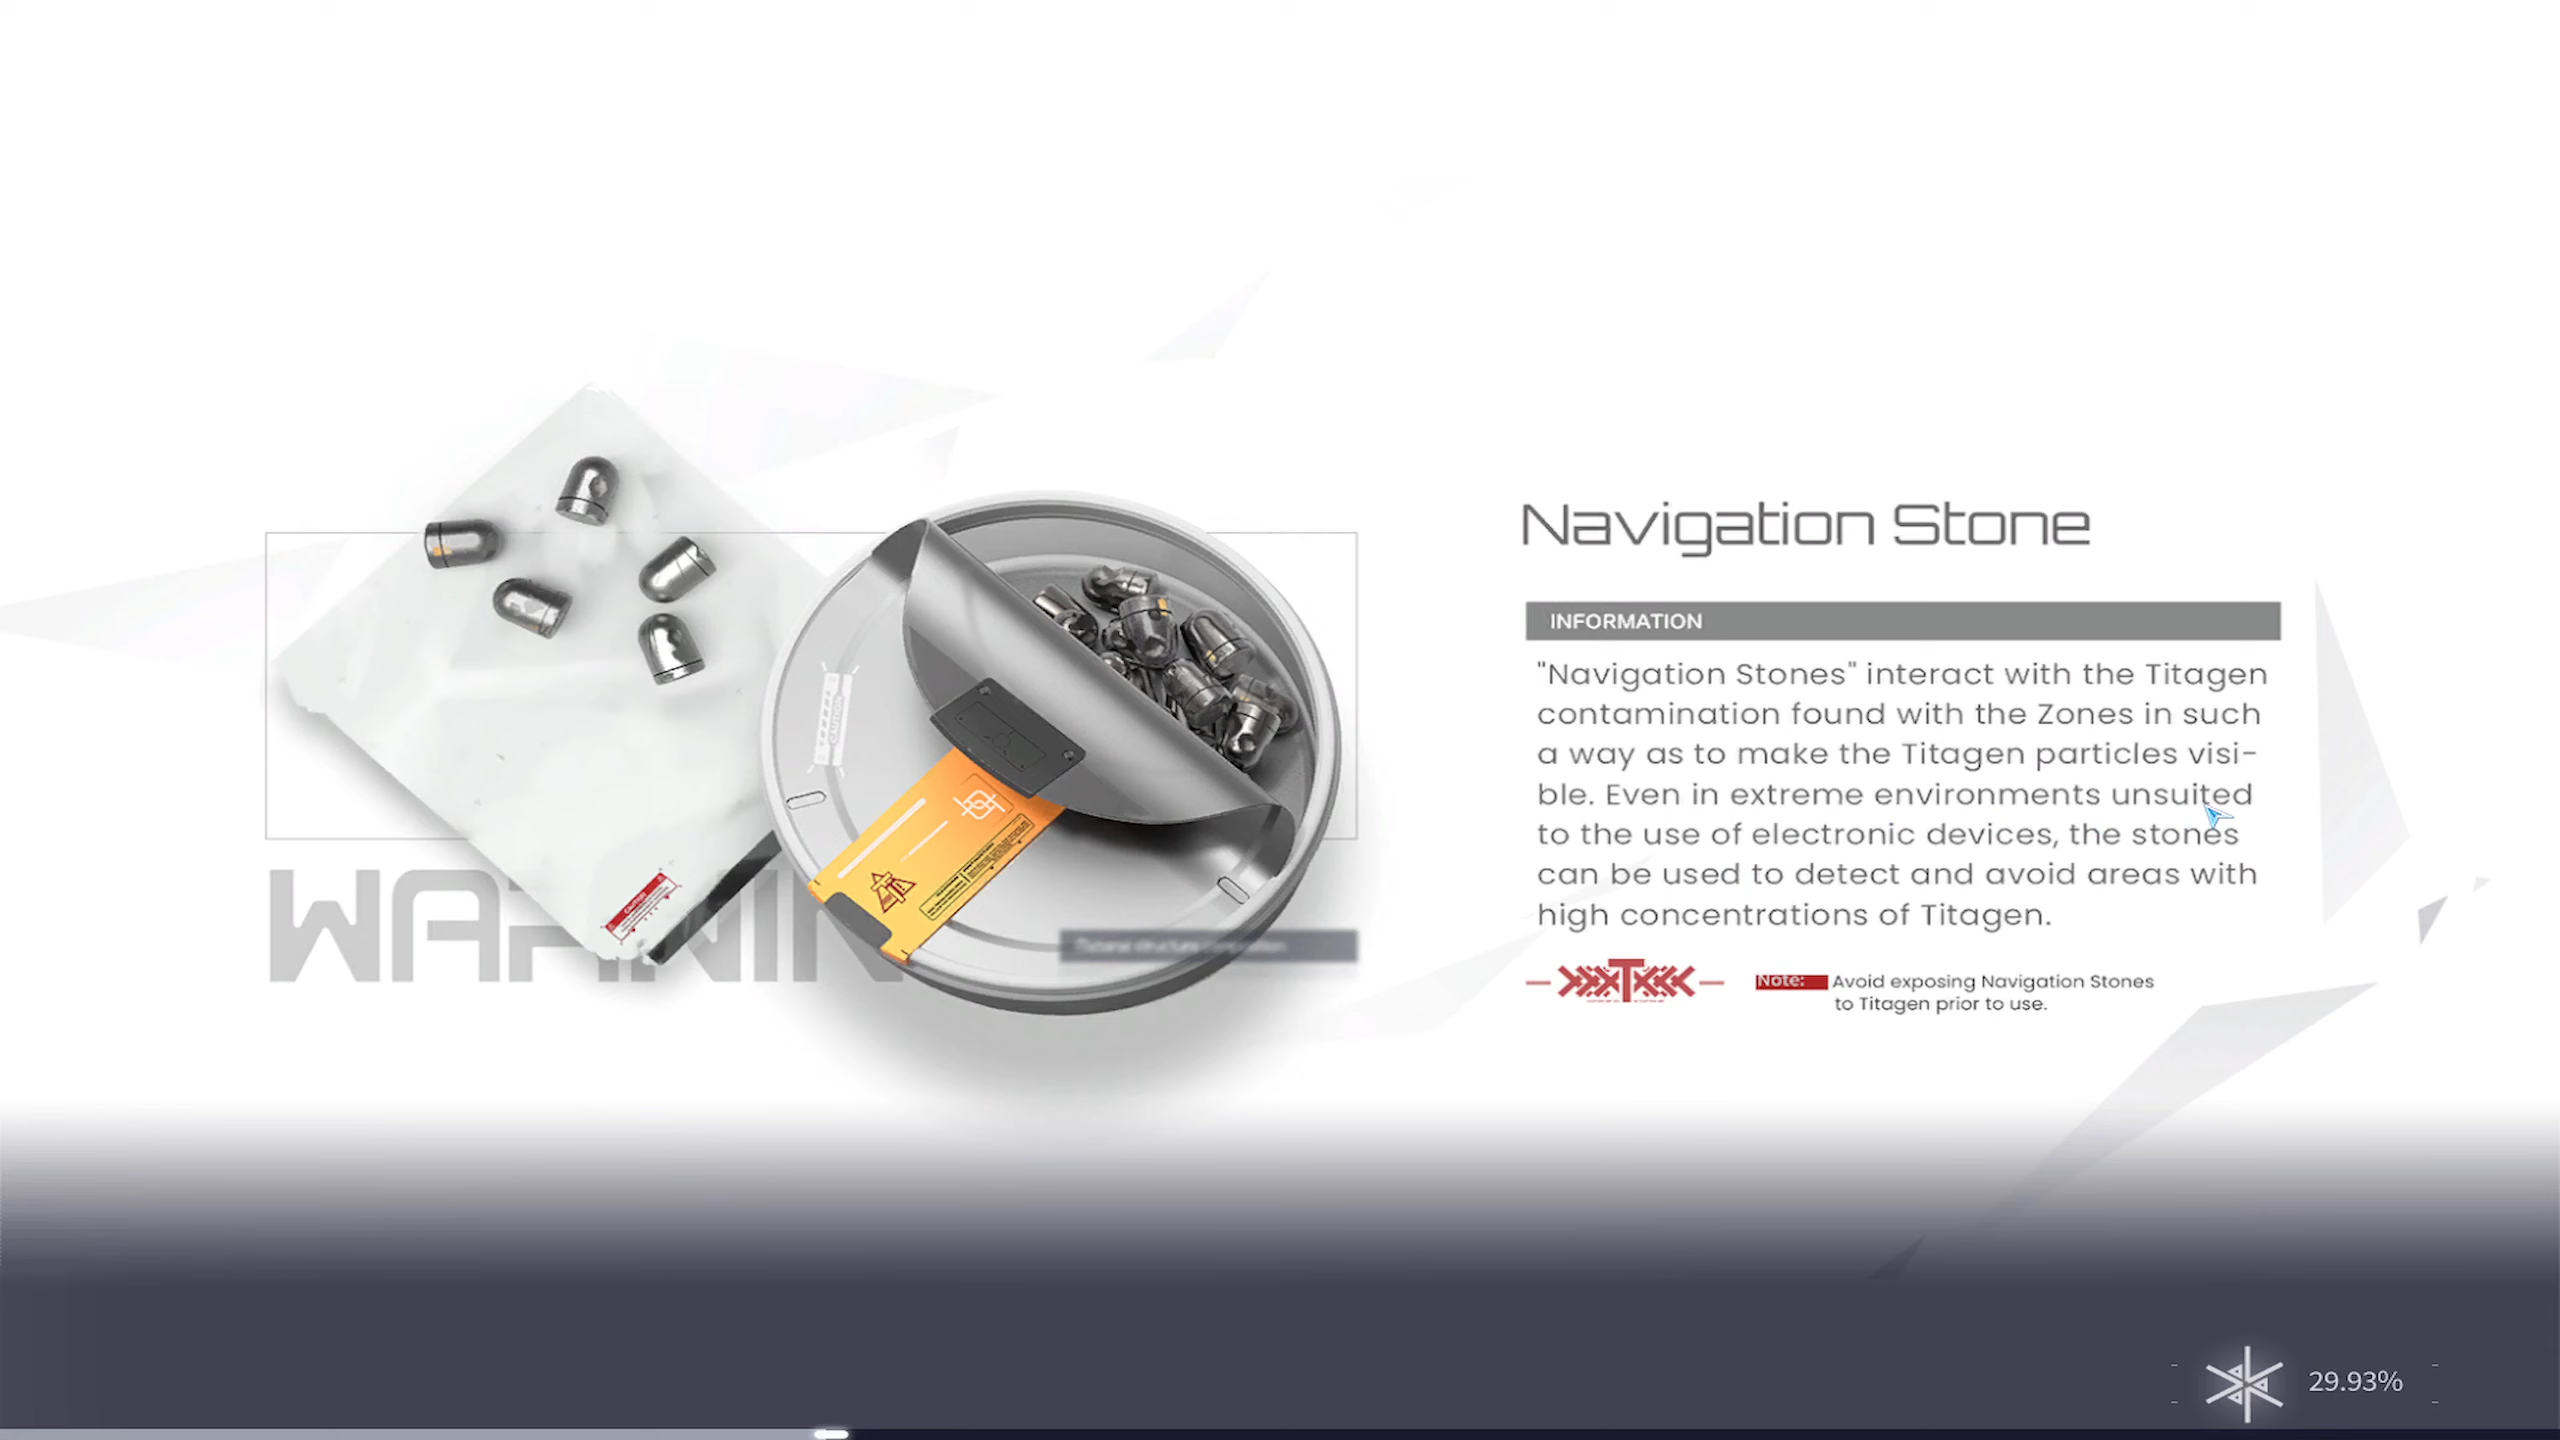 Navigation Stone
INFORMATION
"Navigation Stones" interact with the Titagen
contamination found with the Zones in such
a way as to make the Titagen particles visi-
ble. Even in extreme environments unsuited
to the use of electronic devices, the stones
can be used to detect and avoid areas with
high concentrations of Titagen.
Note: Avoid exposing Navigation Stones
to Titagen prior to use.
CAUTION
CAUTION
29.93%